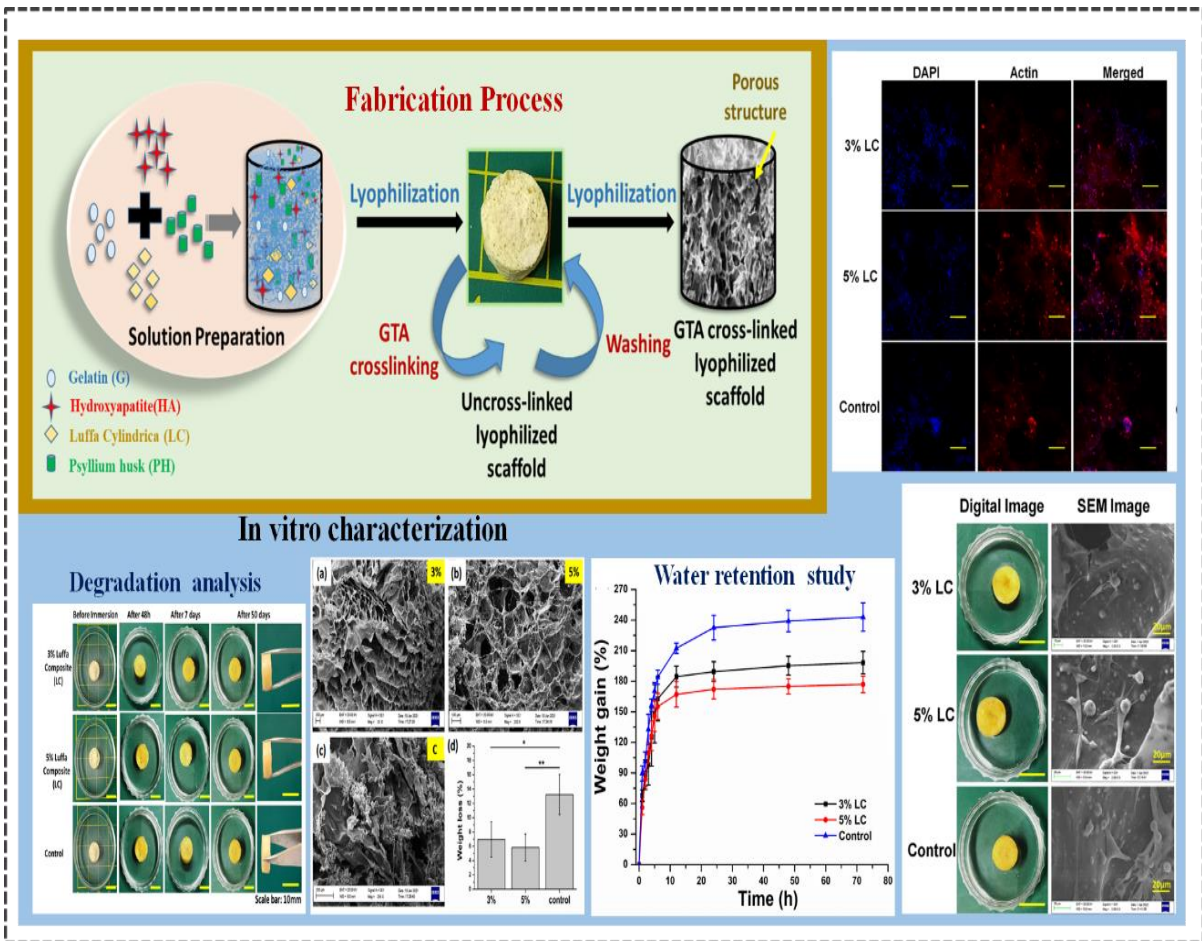 Fabrication Process
Porous
structure
Lyophilization
Lyophilization
Solution Preparation
GTA
crosslinking
Washing
Uncross-linked
lyophilized
scaffold
GTA cross-linked
lyophilized
scaffold
Gelatin (G)
Hydroxyapatite(HA)
Luffa Cylindrica (LC)
Psyllium husk (PH)
DAPI Actin Merged
3% LC
5% LC
Control
In vitro characterization
Degradation analysis
Before Immersion After 48h After 7 days After 50 days
3% Luffa
Composite
(LC)
5% Luffa
Composite
(LC)
Control
Scale bar: 10mm
(a) 3%
(b) 5%
(c) C
(d)
Weight loss (%)
* 
**
3% 5% control
Water retention study
Weight gain (%)
270
240
210
180
150
120
90
60
30
0
3% LC
5% LC
Control
0 10 20 30 40 50 60 70 80
Time (h)
Digital Image SEM Image
3% LC
20µm
5% LC
20µm
Control
20µm